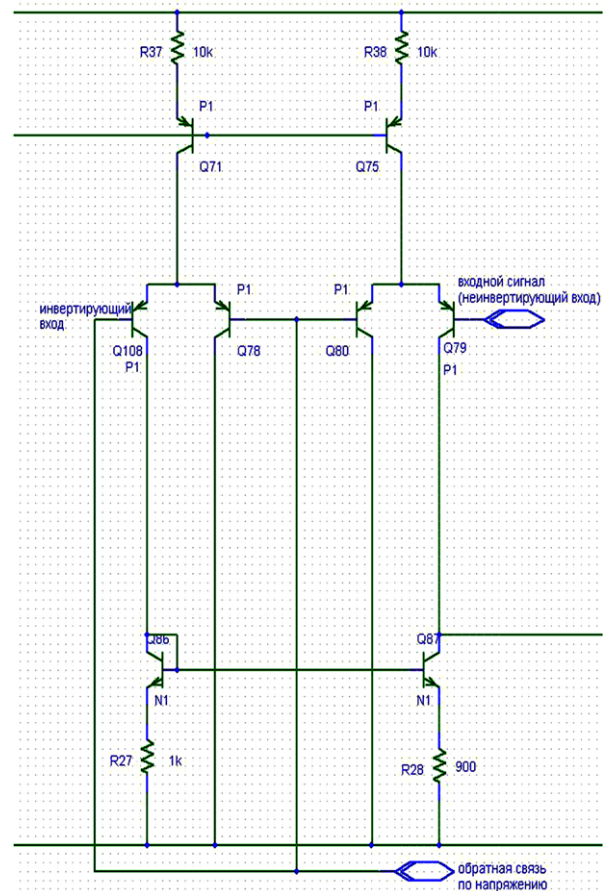 R37 10k
R38 10k
P1
P1
Q71
Q75
инвертирующий
вход
P1
P1
входной сигнал
(неинвертирующий вход)
Q108
P1
Q78
Q80
Q79
P1
Q86
Q87
N1
N1
R27 1k
R28 900
обратная связь
по напряжению